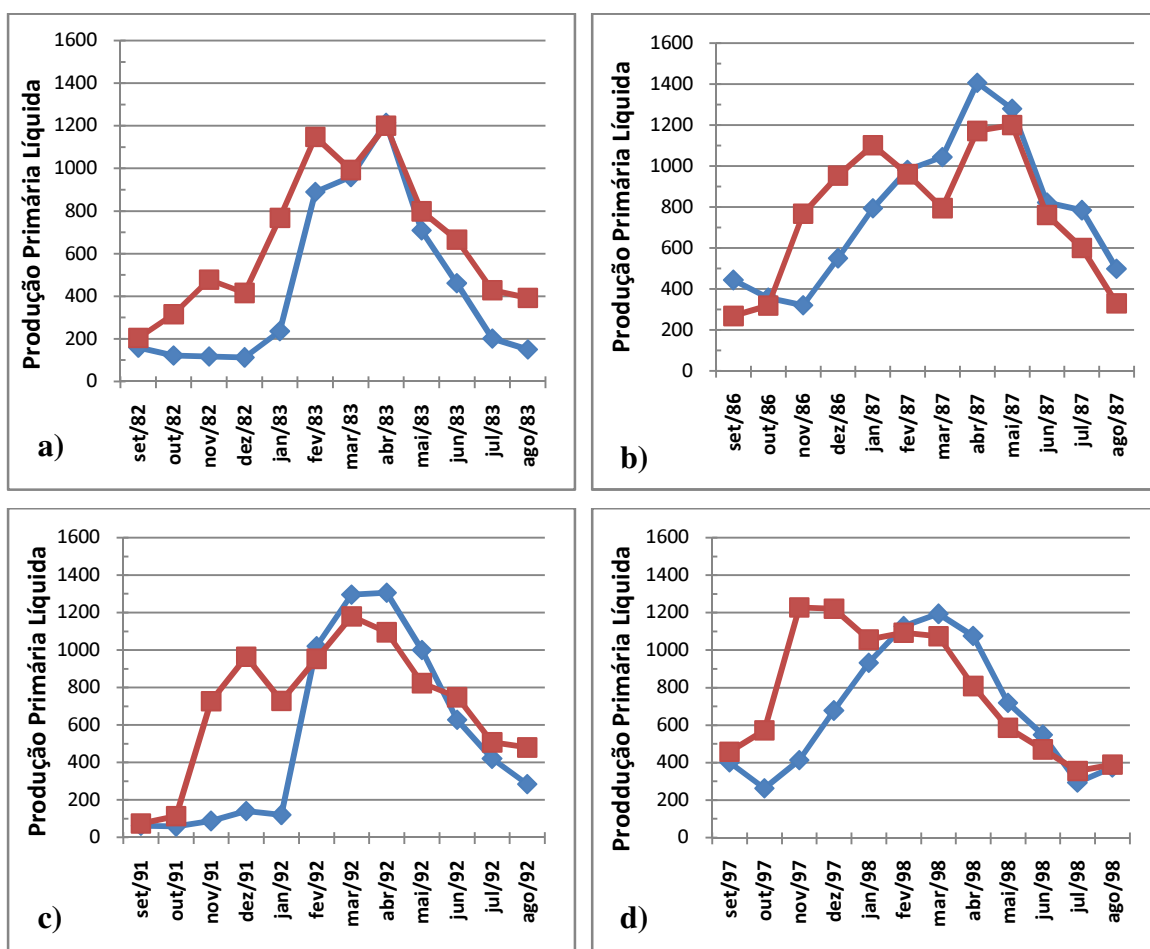 Produção Primária Líquida
1600
1400
1200
1000
800
600
400
200
0
set/82
out/82
nov/82
dez/82
jan/83
fev/83
mar/83
abr/83
mai/83
jun/83
jul/83
ago/83
a)
Produção Primária Líquida
1600
1400
1200
1000
800
600
400
200
0
set/86
out/86
nov/86
dez/86
jan/87
fev/87
mar/87
abr/87
mai/87
jun/87
jul/87
ago/87
b)
Produção Primária Líquida
1600
1400
1200
1000
800
600
400
200
0
set/91
out/91
nov/91
dez/91
jan/92
fev/92
mar/92
abr/92
mai/92
jun/92
jul/92
ago/92
c)
Proddução Primária Líquida
1600
1400
1200
1000
800
600
400
200
0
set/97
out/97
nov/97
dez/97
jan/98
fev/98
mar/98
abr/98
mai/98
jun/98
jul/98
ago/98
d)